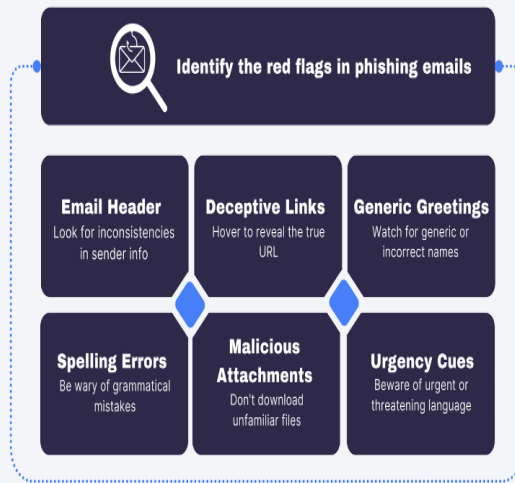 Identify the red flags in phishing emails
Email Header
Look for inconsistencies
in sender info
Deceptive Links
Hover to reveal the true
URL
Generic Greetings
Watch for generic or
incorrect names
Spelling Errors
Be wary of grammatical
mistakes
Malicious
Attachments
Don't download
unfamiliar files
Urgency Cues
Beware of urgent or
threatening language